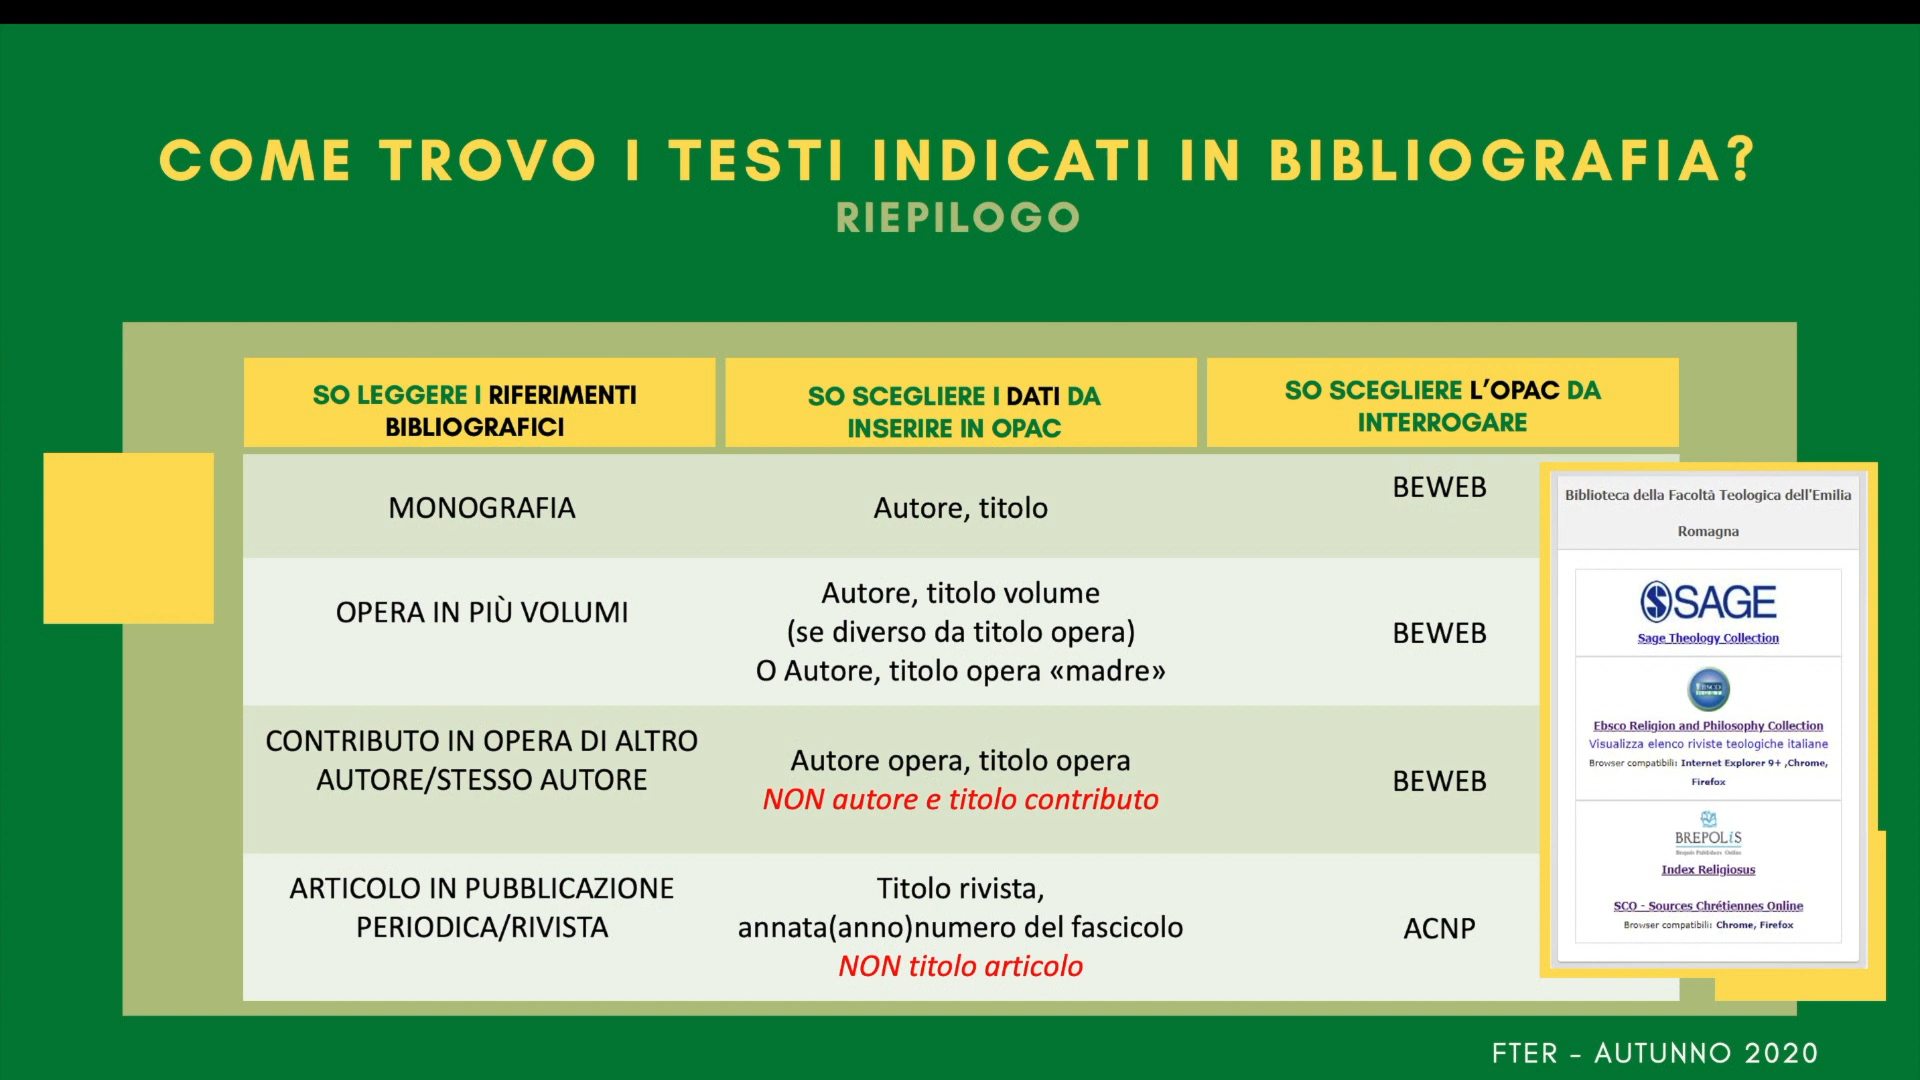 COME TROVO I TESTI INDICATI IN BIBLIOGRAFIA?
RIEPILOGO
SO LEGGERE I RIFERIMENTI
BIBLIOGRAFICI
SO SCEGLIERE I DATI DA
INSERIRE IN OPAC
SO SCEGLIERE L'OPAC DA
INTERROGARE
MONOGRAFIA
Autore, titolo
BEWEB
OPERA IN PIÙ VOLUMI
Autore, titolo volume
(se diverso da titolo opera)
O Autore, titolo opera «madre»
BEWEB
CONTRIBUTO IN OPERA DI ALTRO
AUTORE/STESSO AUTORE
Autore opera, titolo opera
NON autore e titolo contributo
BEWEB
ARTICOLO IN PUBBLICAZIONE
PERIODICA/RIVISTA
Titolo rivista,
annata(anno)numero del fascicolo
NON titolo articolo
ACNP
Biblioteca della Facoltà Teologica dell'Emilia
Romagna
SAGE
Sage Theology Collection
EBSCO
Ebsco Religion and Philosophy Collection
Visualizza elenco riviste teologiche italiane
Browser compatibili: Internet Explorer 9+ ,Chrome,
Firefox
BREPOLiS
Brepols Publishers Online
Index Religiosus
SCO - Sources Chrétiennes Online
Browser compatibili: Chrome, Firefox
FTER – AUTUNNO 2020